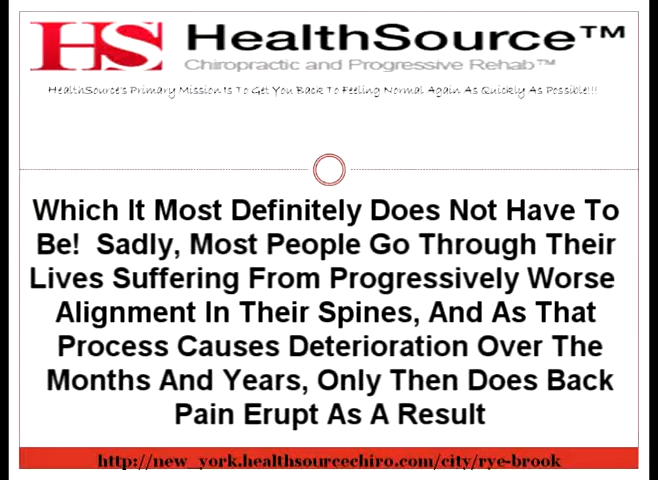 HS HealthSource™
Chiropractic and Progressive Rehab™
HealthSource's Primary Mission Is To Get You Back To Feeling Normal Again As Quickly As Possible!!!
Which It Most Definitely Does Not Have To
Be!  Sadly, Most People Go Through Their
Lives Suffering From Progressively Worse
Alignment In Their Spines, And As That
Process Causes Deterioration Over The
Months And Years, Only Then Does Back
Pain Erupt As A Result
http://new_york.healthsourcechiro.com/city/rye-brook